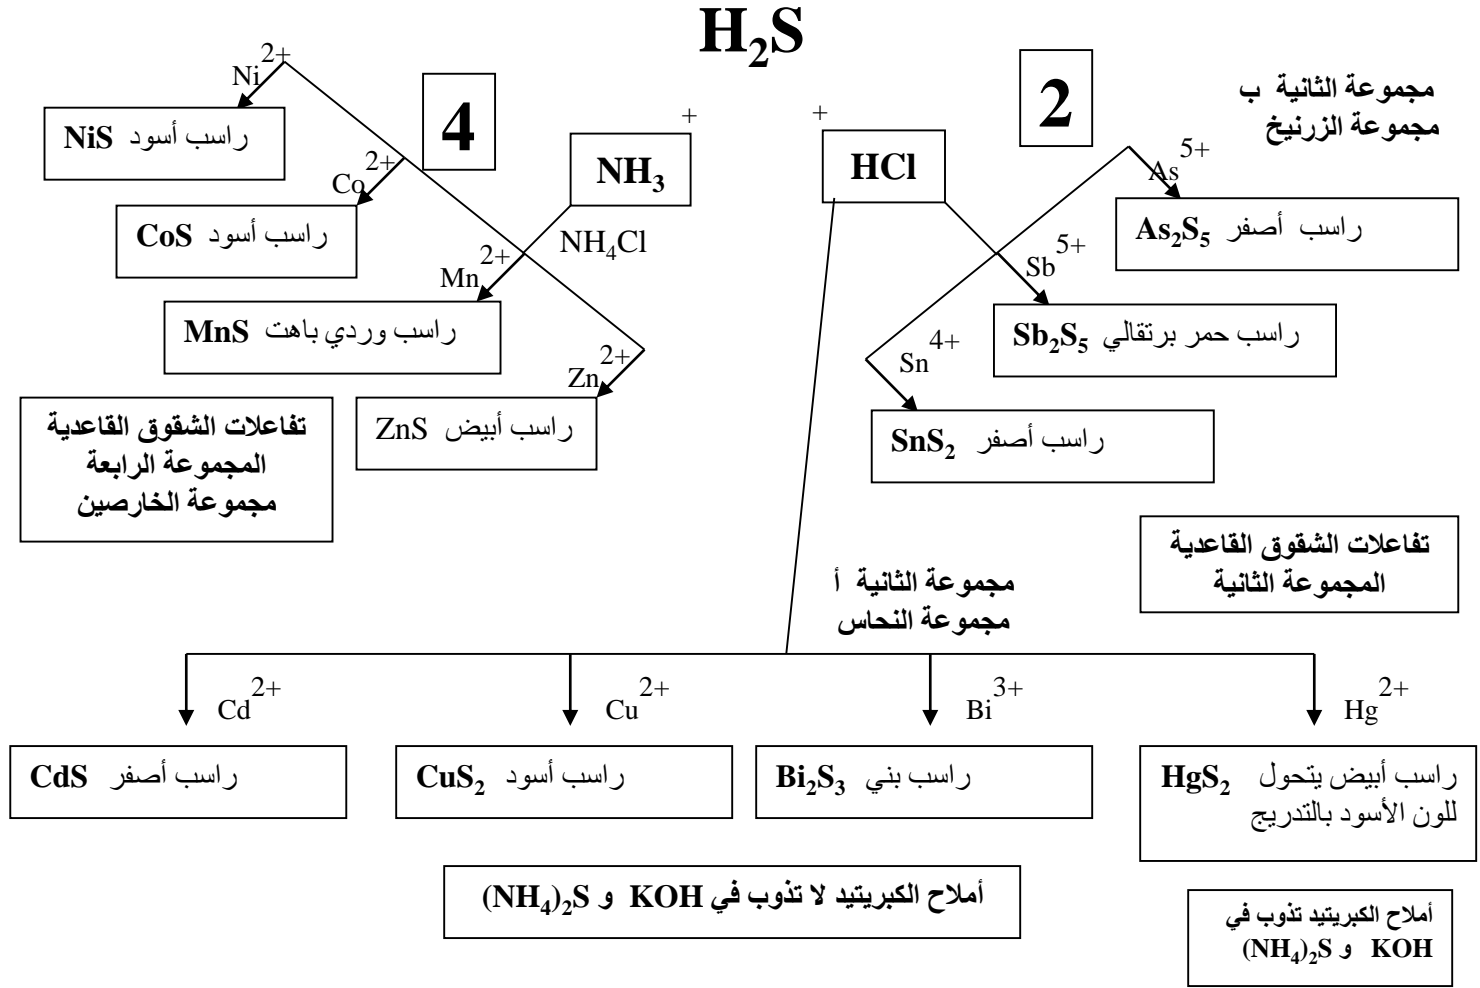 H₂S
Ni²⁺
NiS راسب أسود
4
Co²⁺
CoS راسب أسود
+
NH₃
NH₄Cl
Mn²⁺
MnS راسب وردي باهت
Zn²⁺
ZnS راسب أبيض
تفاعلات الشقوق القاعدية
المجموعة الرابعة
مجموعة الخارصين
+
HCl
2
مجموعة الثانية ب
مجموعة الزرنيخ
As⁵⁺
As₂S₅ راسب أصفر
Sb⁵⁺
Sb₂S₅ راسب حمر برتقالي
Sn⁴⁺
SnS₂ راسب أصفر
تفاعلات الشقوق القاعدية
المجموعة الثانية
مجموعة الثانية أ
مجموعة النحاس
Cd²⁺
CdS راسب أصفر
Cu²⁺
CuS₂ راسب أسود
Bi³⁺
Bi₂S₃ راسب بني
Hg²⁺
HgS₂ راسب أبيض يتحول
للون الأسود بالتدريج
أملاح الكبريتيد لا تذوب في KOH و (NH₄)₂S
أملاح الكبريتيد تذوب في
KOH و (NH₄)₂S